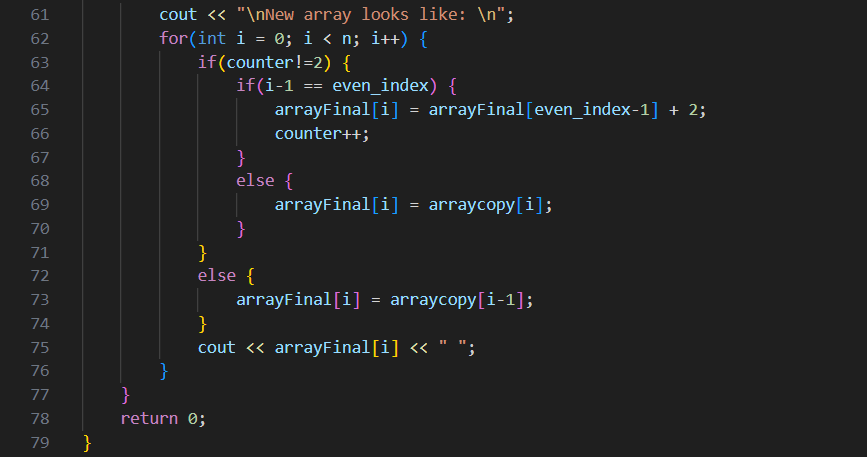 61 cout << "\nNew array looks like: \n";
62 for(int i = 0; i < n; i++) {
63 if(counter!=2) {
64 if(i-1 == even_index) {
65 arrayFinal[i] = arrayFinal[even_index-1] + 2;
66 counter++;
67 }
68 else {
69 arrayFinal[i] = arraycopy[i];
70 }
71 }
72 else {
73 arrayFinal[i] = arraycopy[i-1];
74 }
75 cout << arrayFinal[i] << " ";
76 }
77 }
78 return 0;
79 }